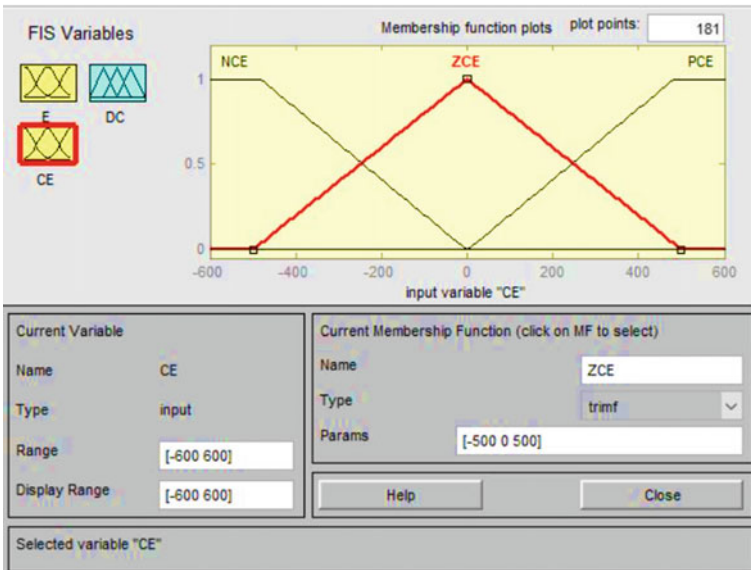 FIS Variables
Membership function plots plot points: 181
E
DC
CE
NCE ZCE PCE
1
0.5
0
-600 -400 -200 0 200 400 600
input variable "CE"
Current Variable
Name CE
Type input
Range [-600 600]
Display Range [-600 600]
Current Membership Function (click on MF to select)
Name ZCE
Type trimf
Params [-500 0 500]
Help Close
Selected variable "CE"